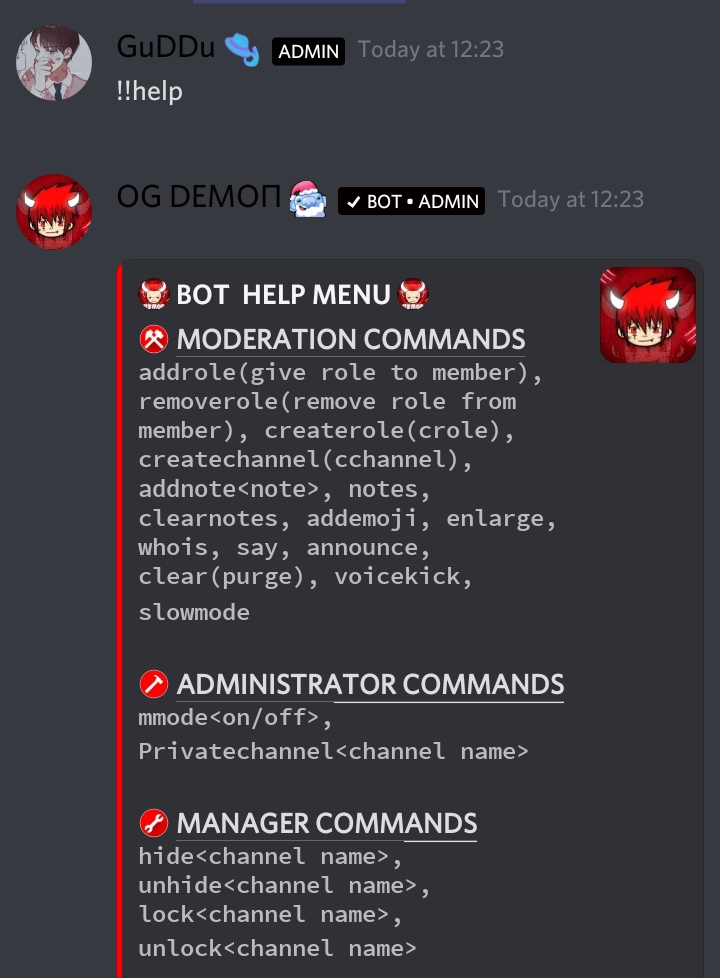 GuDDu ADMIN Today at 12:23
!!help
OG DEMOП ✓ BOT • ADMIN Today at 12:23
BOT HELP MENU
MODERATION COMMANDS
addrole(give role to member),
removerole(remove role from
member), createrole(crole),
createchannel(cchannel),
addnote<note>, notes,
clearnotes, addemoji, enlarge,
whois, say, announce,
clear(purge), voicekick,
slowmode
ADMINISTRATOR COMMANDS
mmode<on/off>,
Privatechannel<channel name>
MANAGER COMMANDS
hide<channel name>,
unhide<channel name>,
lock<channel name>,
unlock<channel name>